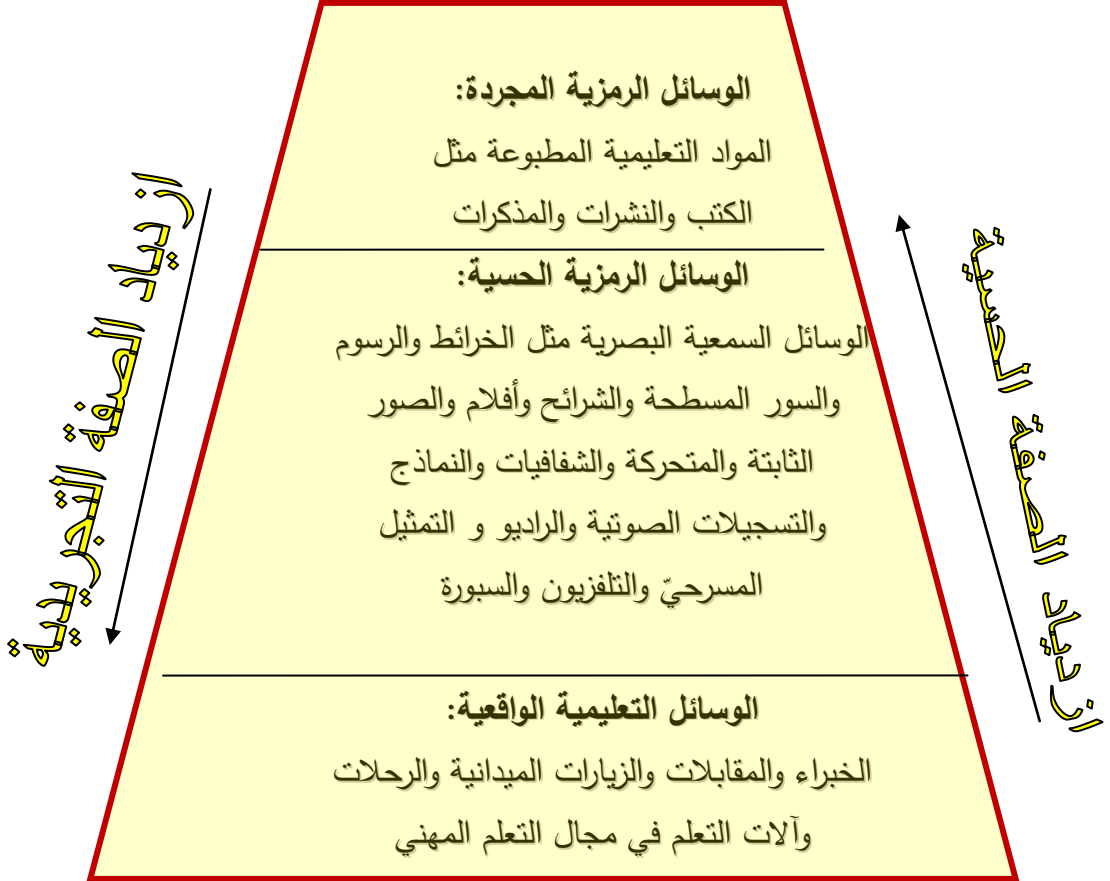 الوسائل الرمزية المجردة:
المواد التعليمية المطبوعة مثل
الكتب والنشرات والمذكرات
الوسائل الرمزية الحسية:
الوسائل السمعية البصرية مثل الخرائط والرسوم
والسور المسطحة والشرائح وأفلام والصور
الثابتة والمتحركة والشفافيات والنماذج
والتسجيلات الصوتية والراديو و التمثيل
المسرحيّ والتلفزيون والسبورة
الوسائل التعليمية الواقعية:
الخبراء والمقابلات والزيارات الميدانية والرحلات
وآلات التعلم في مجال التعلم المهني
ازدياد الصفة الحسية
ازدياد الصفة التجريدية